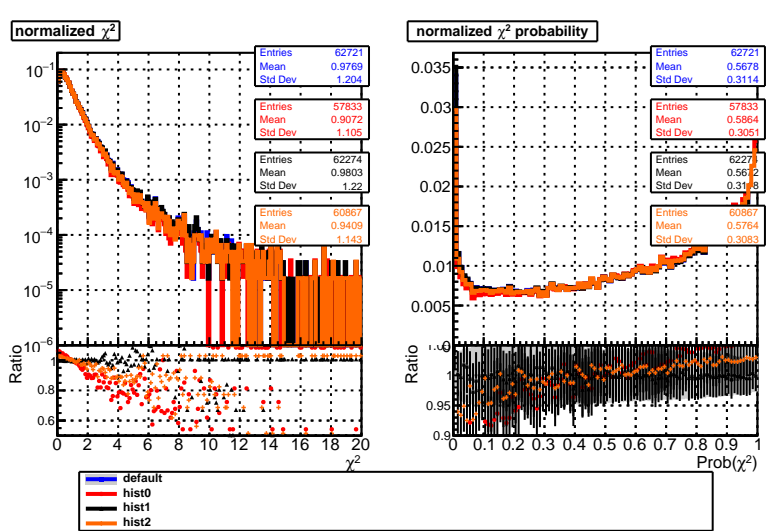 normalized χ²
Entries 62721
Mean 0.9769
Std Dev 1.204
Entries 57833
Mean 0.9072
Std Dev 1.105
Entries 62274
Mean 0.9803
Std Dev 1.22
Entries 60867
Mean 0.9409
Std Dev 1.143
10⁻¹
10⁻²
10⁻³
10⁻⁴
10⁻⁵
10⁻⁶
Ratio
1
0.8
0.6
0 2 4 6 8 10 12 14 16 18 20
χ²
normalized χ² probability
Entries 62721
Mean 0.5678
Std Dev 0.3114
Entries 57833
Mean 0.5864
Std Dev 0.3051
Entries
Mean
Std Dev
Entries 60867
Mean 0.5764
Std Dev 0.3083
0.035
0.03
0.025
0.02
0.015
0.01
0.005
Ratio
1
0.95
0.9
0 0.1 0.2 0.3 0.4 0.5 0.6 0.7 0.8 0.9 1
Prob(χ²)
default
hist0
hist1
hist2